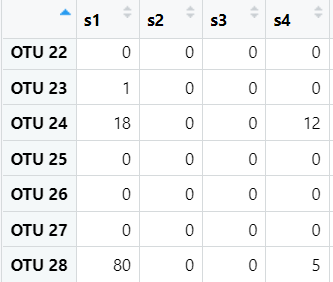 s1 s2 s3 s4
OTU 22 0 0 0 0
OTU 23 1 0 0 0
OTU 24 18 0 0 12
OTU 25 0 0 0 0
OTU 26 0 0 0 0
OTU 27 0 0 0 0
OTU 28 80 0 0 5